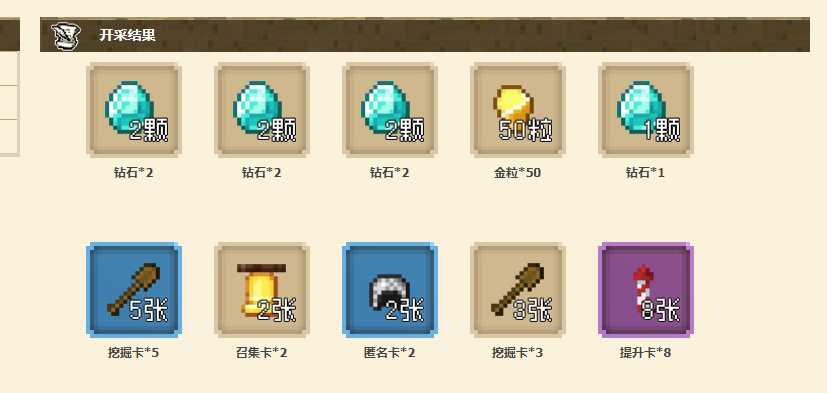 开采结果
2颗 2颗 2颗 50粒 1颗
钻石*2 钻石*2 钻石*2 金粒*50 钻石*1
5张 2张 2张 3张 8张
挖掘卡*5 召集卡*2 匿名卡*2 挖掘卡*3 提升卡*8